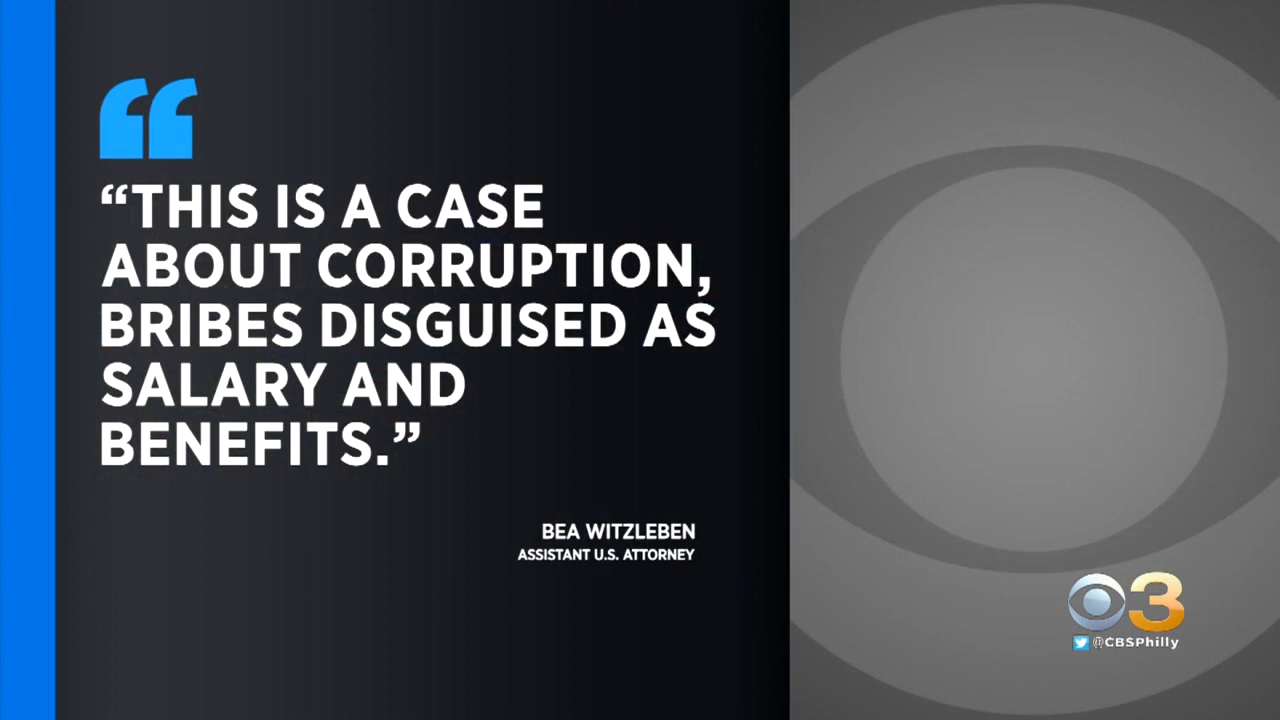 “THIS IS A CASE
ABOUT CORRUPTION,
BRIBES DISGUISED AS
SALARY AND
BENEFITS.”
BEA WITZLEBEN
ASSISTANT U.S. ATTORNEY
3
@CBSPhilly